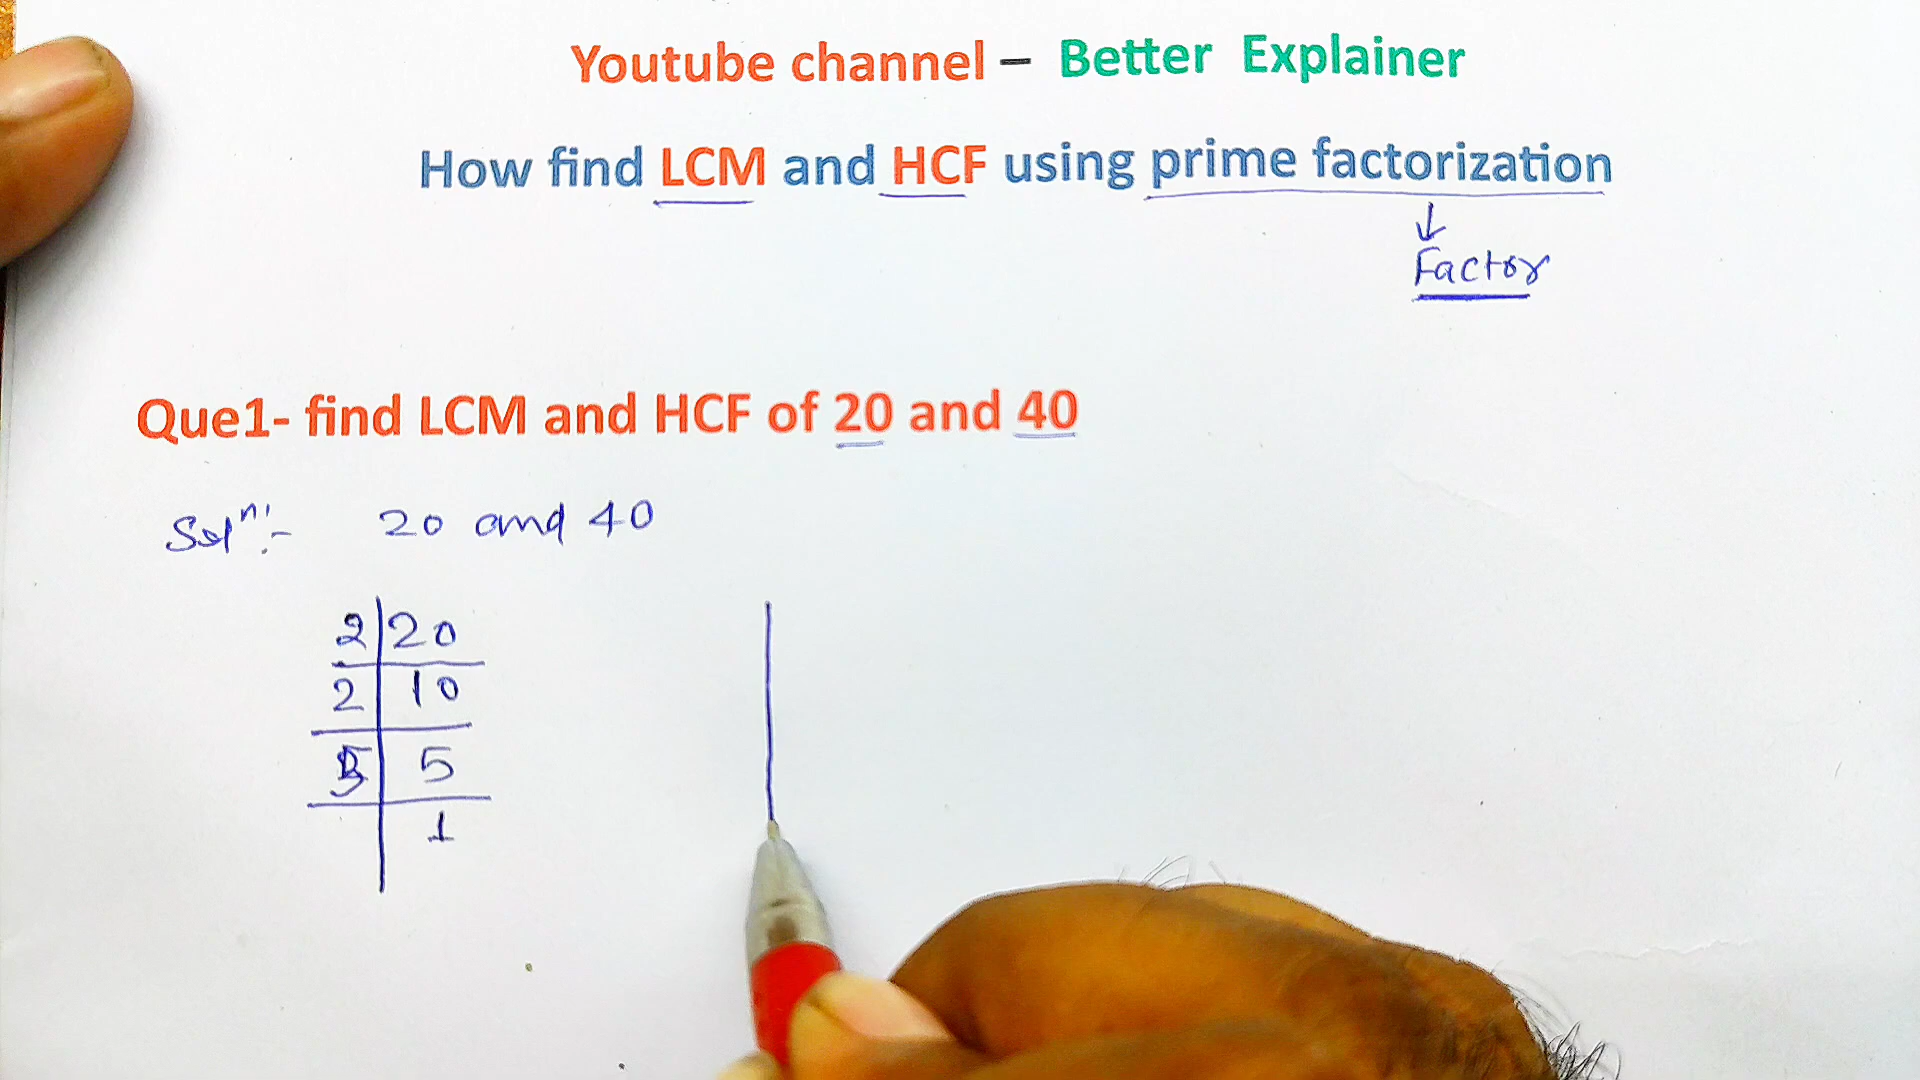 Youtube channel – Better Explainer
How find LCM and HCF using prime factorization
↓
Factor
Que1- find LCM and HCF of 20 and 40
Solⁿ:- 20 and 40
2 | 20
2 | 10
5 | 5
1